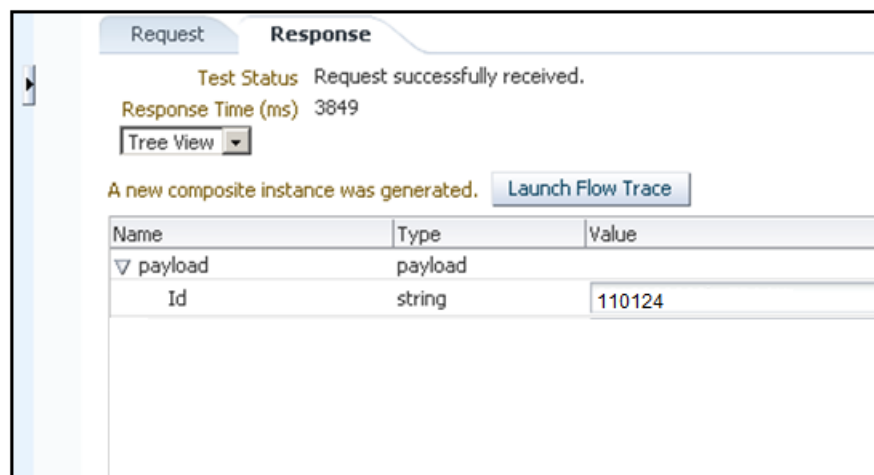 Request Response
Test Status Request successfully received.
Response Time (ms) 3849
Tree View
A new composite instance was generated. Launch Flow Trace
Name Type Value
payload payload
Id string 110124